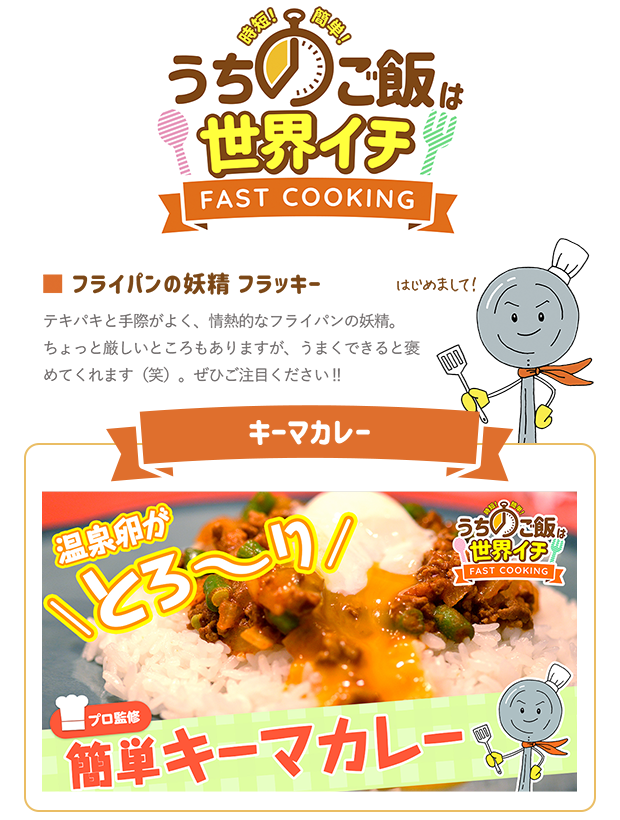 時短! 簡単!
うちのご飯は
世界イチ
FAST COOKING
フライパンの妖精 フラッキー
はじめまして!
テキパキと手際がよく、情熱的なフライパンの妖精。
ちょっと厳しいところもありますが、うまくできると褒
めてくれます（笑）。ぜひご注目ください!!
キーマカレー
温泉卵が
とろ〜り
時短! 簡単!
うちのご飯は
世界イチ
FAST COOKING
プロ監修
簡単キーマカレー